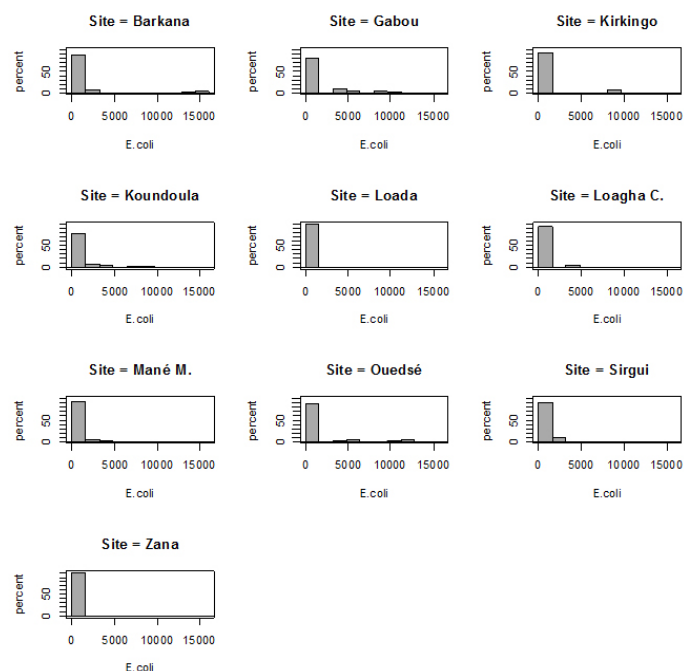 Site = Barkana
percent
50
0
0 5000 10000 15000
E.coli
Site = Gabou
percent
50
0
0 5000 10000 15000
E.coli
Site = Kirkingo
percent
50
0
0 5000 10000 15000
E.coli
Site = Koundoula
percent
50
0
0 5000 10000 15000
E.coli
Site = Loada
percent
50
0
0 5000 10000 15000
E.coli
Site = Loagha C.
percent
50
0
0 5000 10000 15000
E.coli
Site = Mané M.
percent
50
0
0 5000 10000 15000
E.coli
Site = Ouedsé
percent
50
0
0 5000 10000 15000
E.coli
Site = Sirgui
percent
50
0
0 5000 10000 15000
E.coli
Site = Zana
percent
50
0
0 5000 10000 15000
E.coli